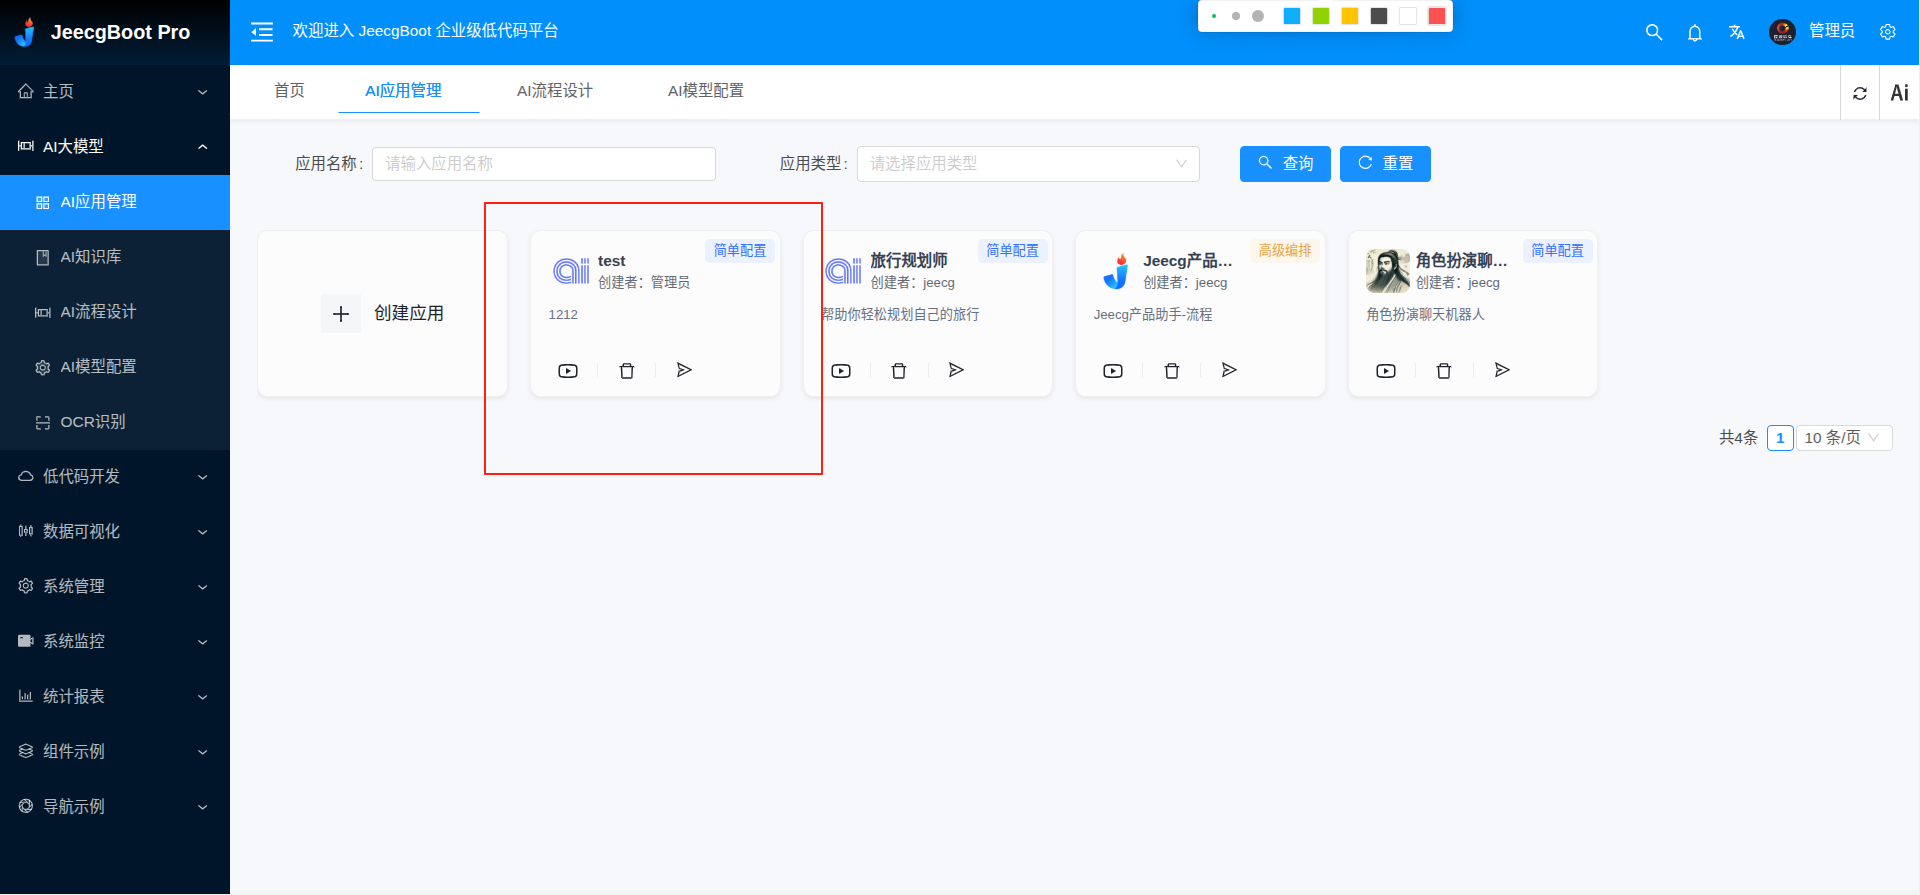 JeecgBoot Pro
欢迎进入 JeecgBoot 企业级低代码平台
管理员
主页
AI大模型
AI应用管理
AI知识库
AI流程设计
AI模型配置
OCR识别
低代码开发
数据可视化
系统管理
系统监控
统计报表
组件示例
导航示例
首页
AI应用管理
AI流程设计
AI模型配置
Ai
应用名称:
请输入应用名称
应用类型:
请选择应用类型
查询
重置
创建应用
简单配置
test
创建者：管理员
1212
简单配置
旅行规划师
创建者：jeecg
帮助你轻松规划自己的旅行
高级编排
Jeecg产品…
创建者：jeecg
Jeecg产品助手-流程
简单配置
角色扮演聊…
创建者：jeecg
角色扮演聊天机器人
共4条
1
10 条/页